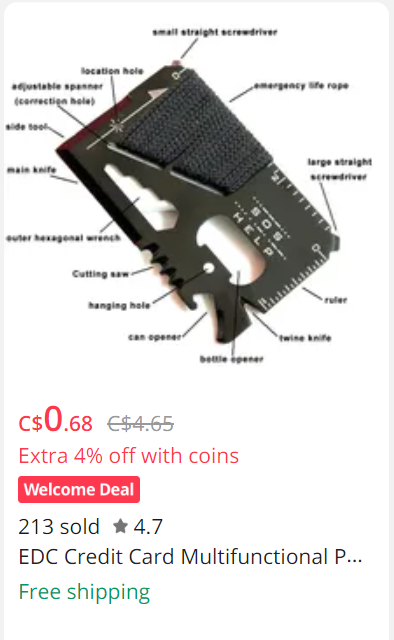 small straight screwdriver
location hole
adjustable spanner
(correction hole)
emergency life rope
side tool
main knife
large straight
screwdriver
SOS
HELP
outer hexagonal wrench
Cutting saw
hanging hole
ruler
can opener
twine knife
bottle opener
C$0.68 C$4.65
Extra 4% off with coins
Welcome Deal
213 sold ★ 4.7
EDC Credit Card Multifunctional P...
Free shipping